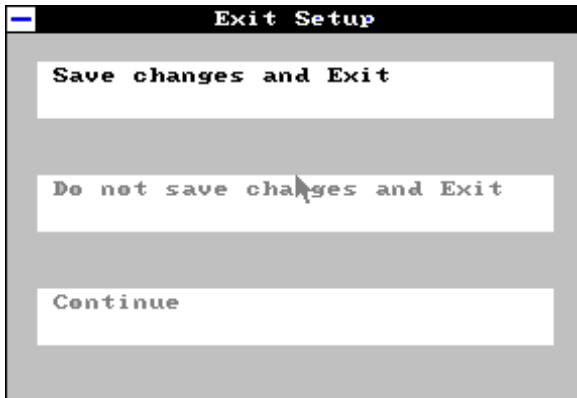 Exit Setup
Save changes and Exit
Do not save changes and Exit
Continue